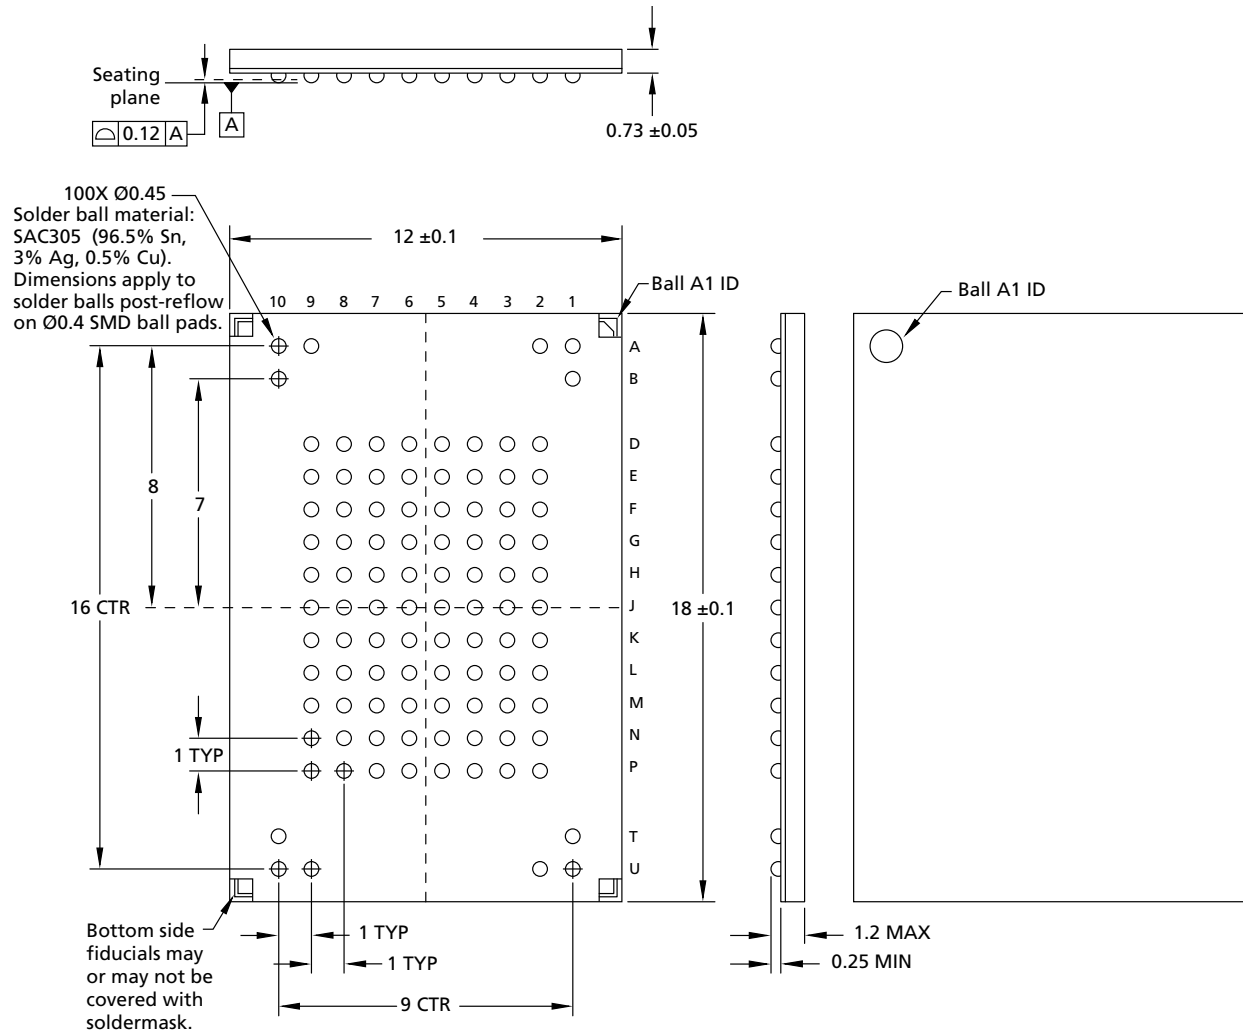 Seating
plane
0.12 A
A
0.73 ±0.05
100X Ø0.45
Solder ball material:
SAC305 (96.5% Sn,
3% Ag, 0.5% Cu).
Dimensions apply to
solder balls post-reflow
on Ø0.4 SMD ball pads.
12 ±0.1
Ball A1 ID
Ball A1 ID
10 9 8 7 6 5 4 3 2 1
A
B
D
E
F
G
H
J
K
L
M
N
P
T
U
8
7
16 CTR
18 ±0.1
1 TYP
Bottom side
fiducials may
or may not be
covered with
soldermask.
1 TYP
1 TYP
9 CTR
1.2 MAX
0.25 MIN